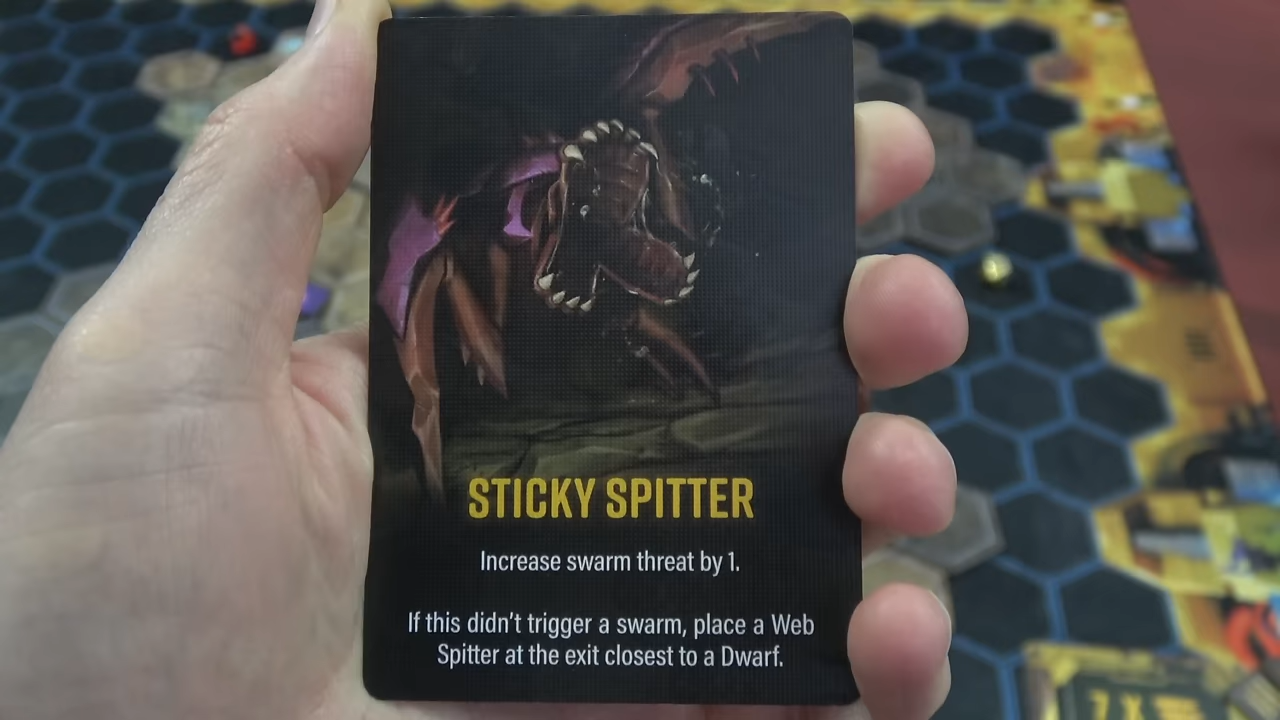 STICKY SPITTER
Increase swarm threat by 1.
If this didn't trigger a swarm, place a Web
Spitter at the exit closest to a Dwarf.